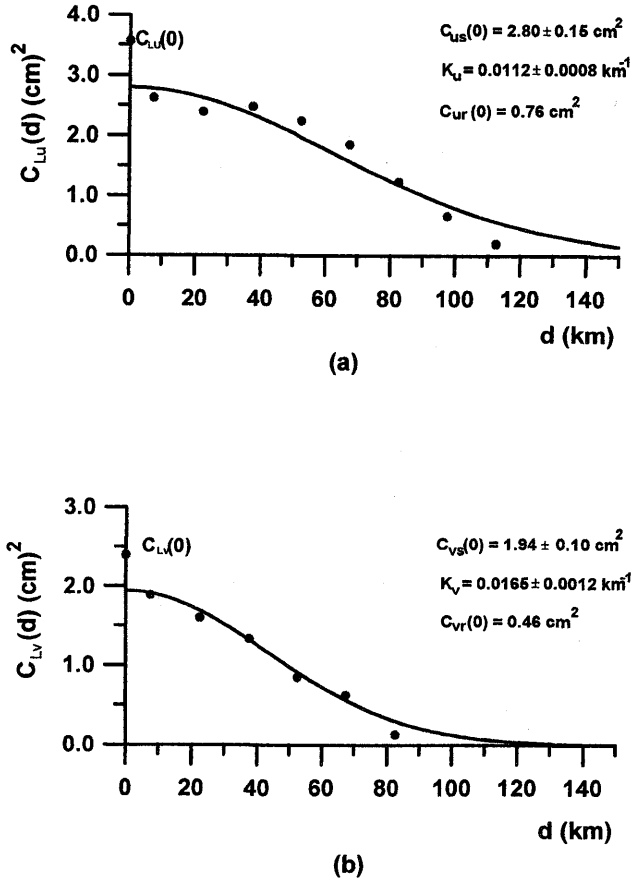 4.0
3.0
2.0
1.0
0.0
C_LU(0)
C_us(0) = 2.80 ± 0.15 cm²
K_u = 0.0112 ± 0.0008 km⁻¹
C_ur (0) = 0.76 cm²
C_Lu(d) (cm)²
0 20 40 60 80 100 120 140
d (km)
(a)
3.0
2.0
1.0
0.0
C_Lv(0)
C_vs(0) = 1.94 ± 0.10 cm²
K_v = 0.0165 ± 0.0012 km⁻¹
C_vr(0) = 0.46 cm²
C_Lv(d) (cm)²
0 20 40 60 80 100 120 140
d (km)
(b)